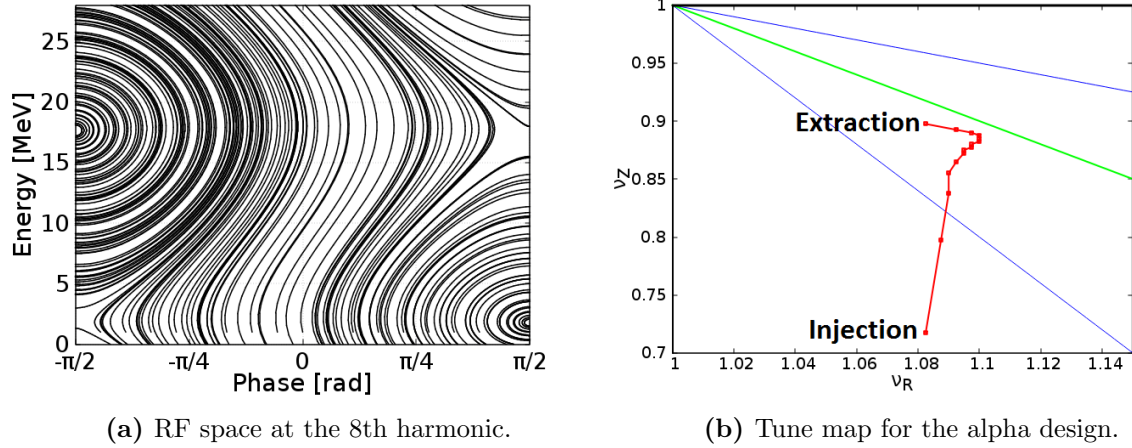 25
20
15
10
5
0
Energy [MeV]
-π/2
-π/4
0
π/4
π/2
Phase [rad]
1
0.95
0.9
0.85
0.8
0.75
0.7
νZ
Extraction
Injection
1
1.02
1.04
1.06
1.08
1.1
1.12
1.14
νR
(a) RF space at the 8th harmonic.
(b) Tune map for the alpha design.